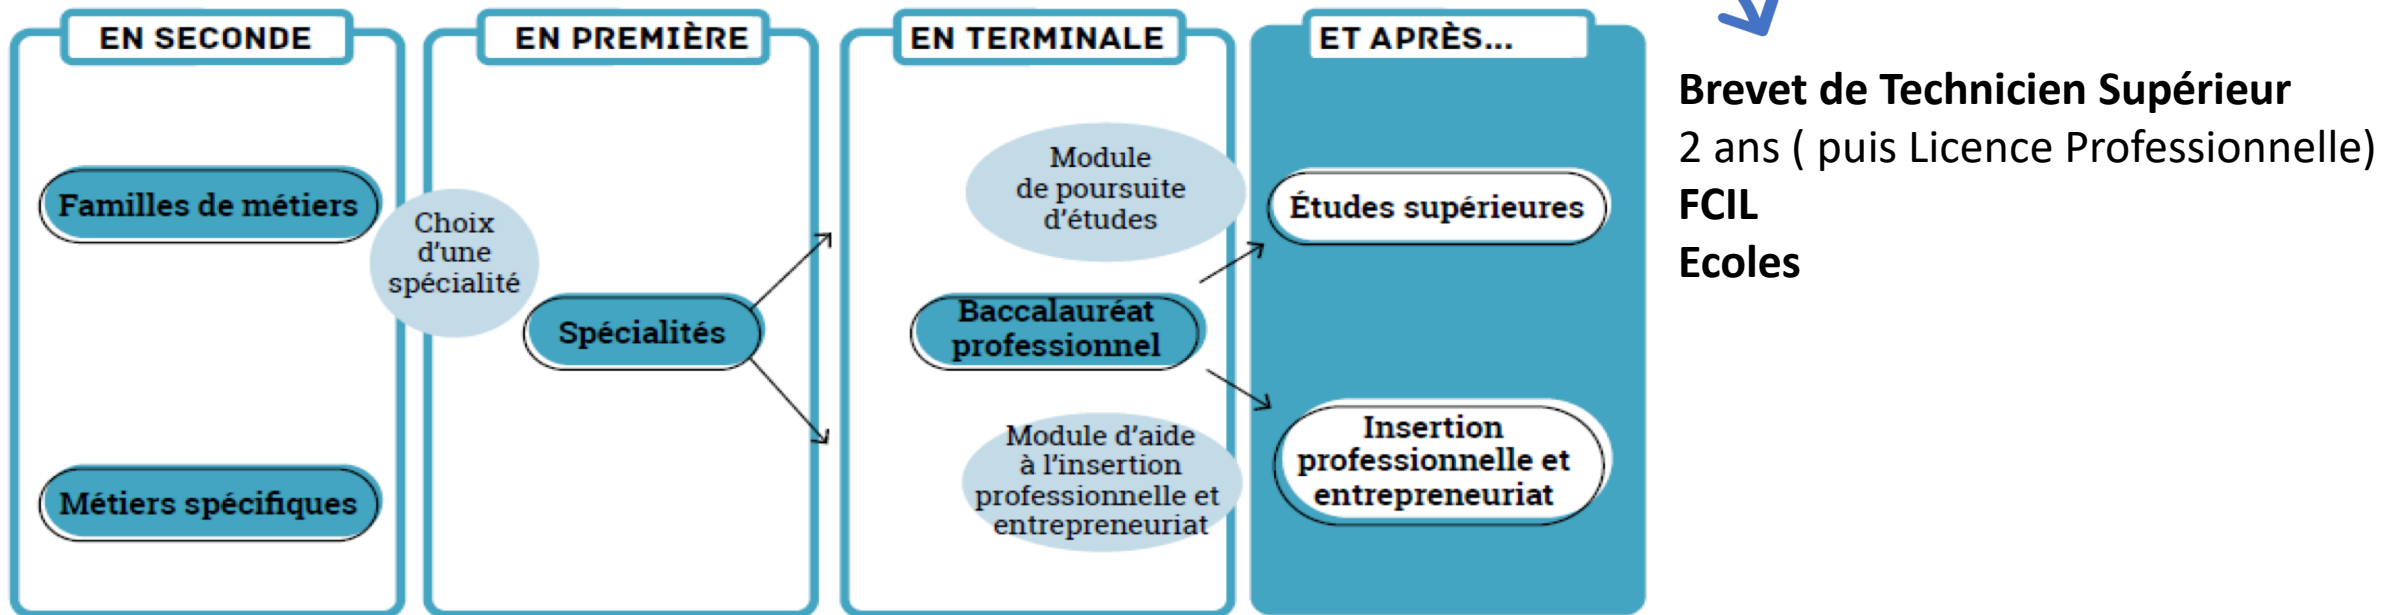 EN SECONDE
EN PREMIÈRE
EN TERMINALE
ET APRÈS...
Familles de métiers
Métiers spécifiques
Choix
d'une
spécialité
Spécialités
Module
de poursuite
d'études
Baccalauréat
professionnel
Module d'aide
à l'insertion
professionnelle et
entrepreneuriat
Études supérieures
Insertion
professionnelle et
entrepreneuriat
Brevet de Technicien Supérieur
2 ans ( puis Licence Professionnelle)
FCIL
Ecoles